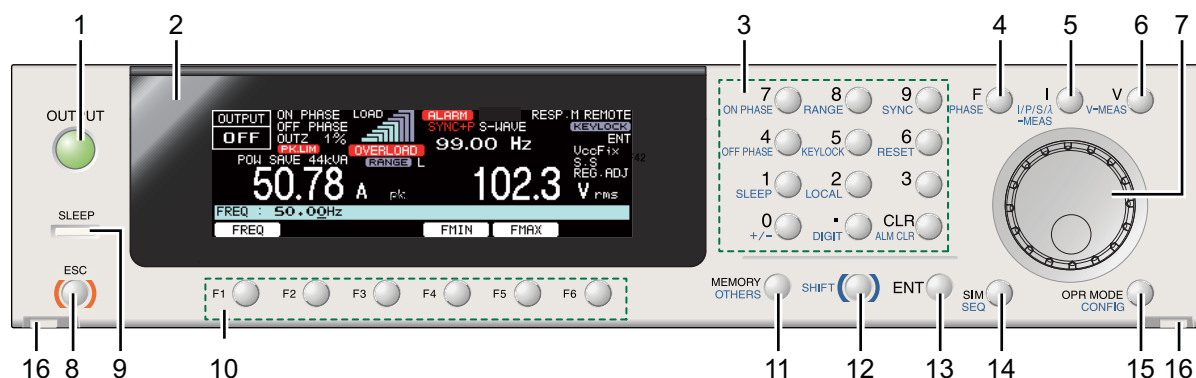 1 2 3 4 5 6 7
OUTPUT
SLEEP
ESC
OUTPUT OFF
ON PHASE LOAD
OFF PHASE
OUTZ 1%
PK.LIM
OVERLOAD
POW SAVE 44kVA
RANGE L
ALARM
SYNC+P S-WAVE
99.00 Hz
RESP.M REMOTE
KEYLOCK
ENT
VccFix
S.S
REG.ADJ
50.78 A pk
102.3 V rms
FREQ : 50.00Hz
FREQ FMIN FMAX
F1 F2 F3 F4 F5 F6
7 ON PHASE
8 RANGE
9 SYNC
4 OFF PHASE
5 KEYLOCK
6 RESET
1 SLEEP
2 LOCAL
3
0 +/-
. DIGIT
CLR ALM CLR
F PHASE
I I/P/S/λ -MEAS
V V-MEAS
MEMORY OTHERS
SHIFT
ENT
SIM SEQ
OPR MODE CONFIG
16 8 9 10 11 12 13 14 15 16